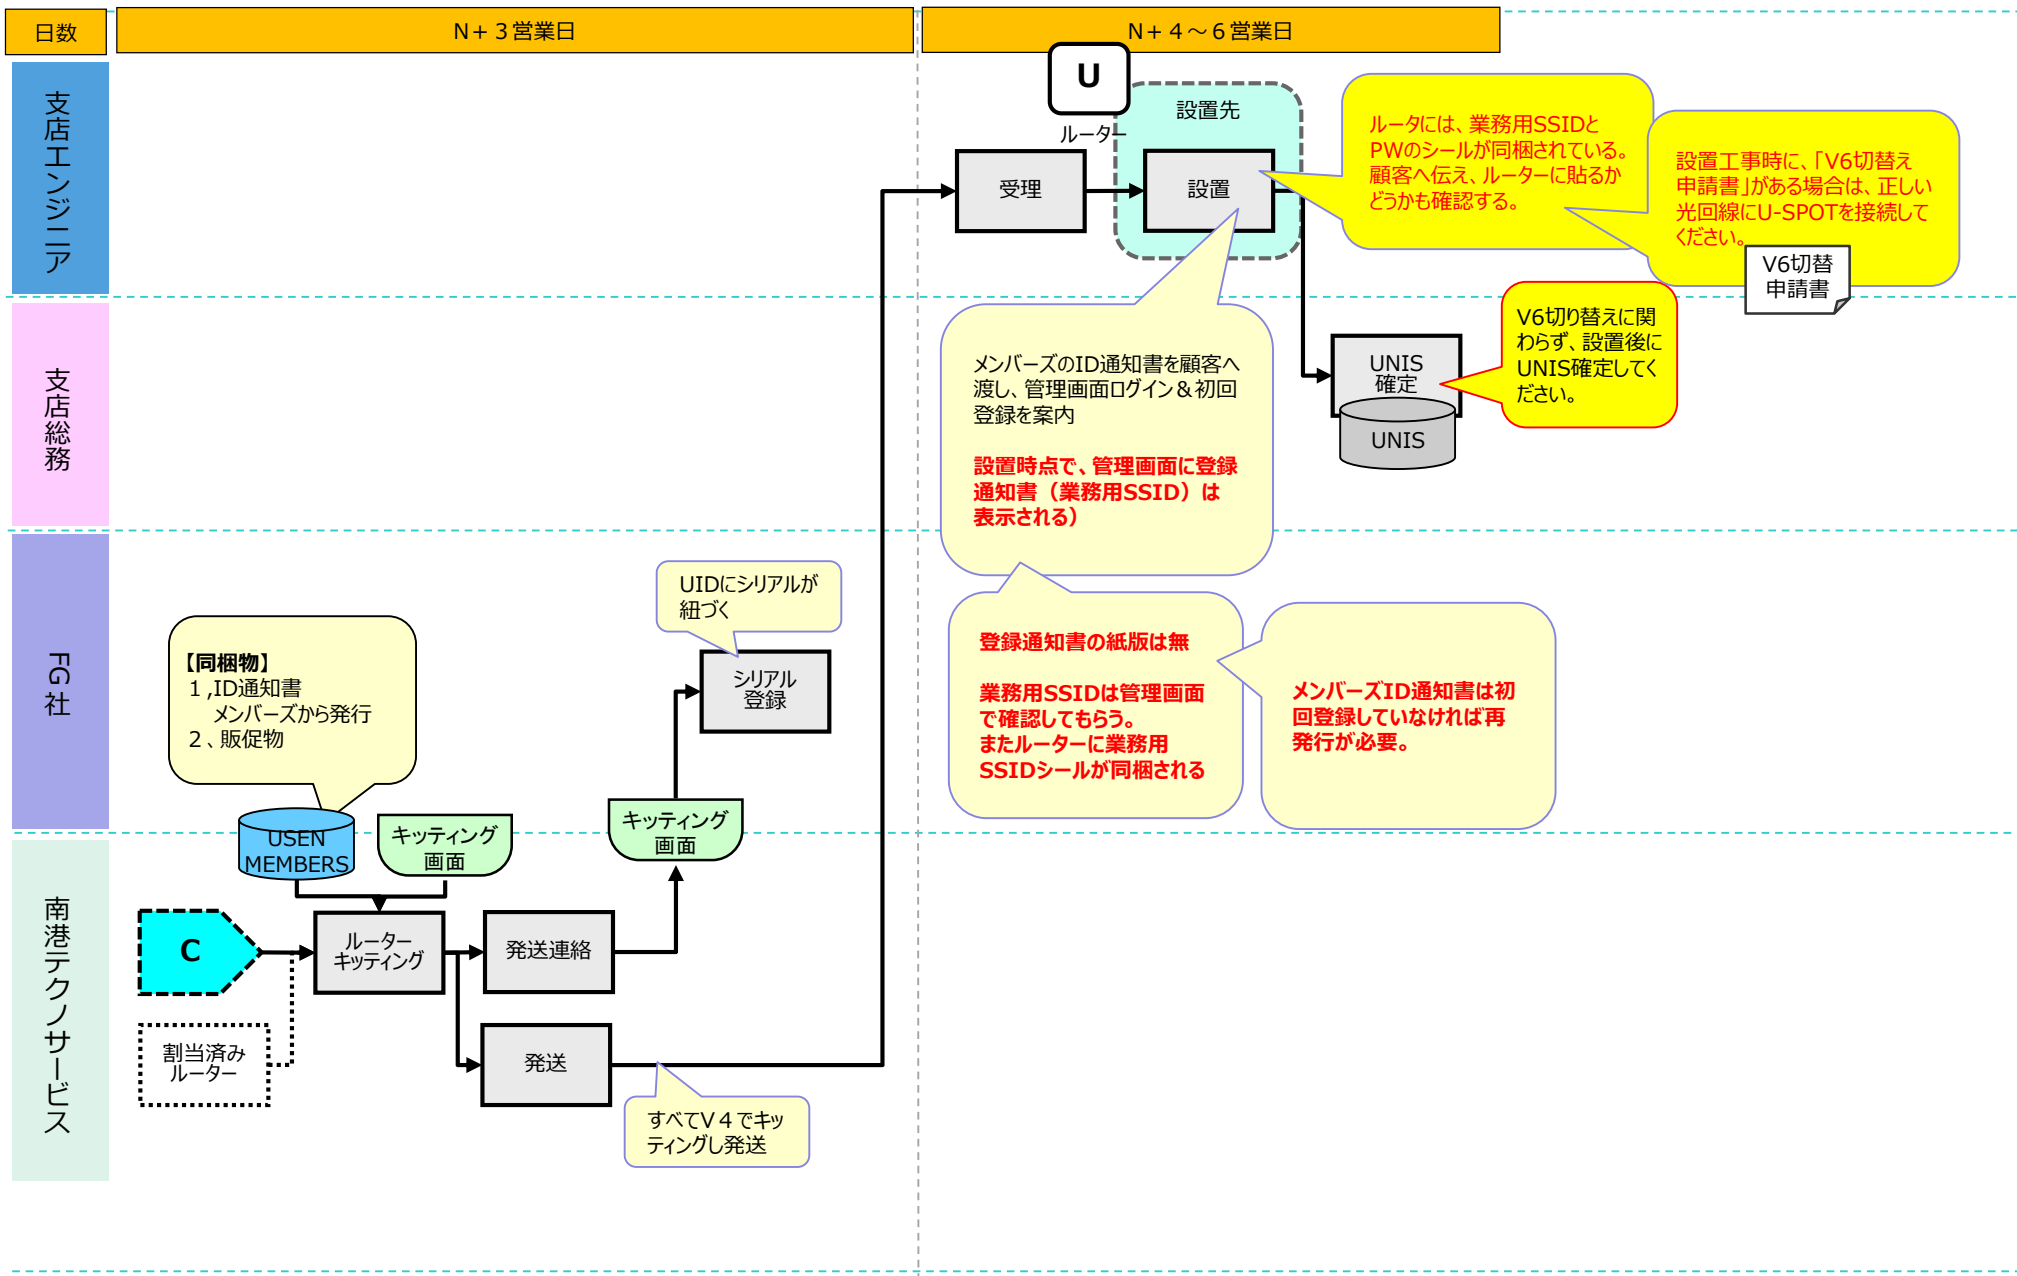 日数
N+３営業日
N+４～６営業日
支店エンジニア
U
ルーター
設置先
受理
設置
ルータには、業務用SSIDと
PWのシールが同梱されている。
顧客へ伝え、ルーターに貼るか
どうかも確認する。
設置工事時に、「V6切替え
申請書」がある場合は、正しい
光回線にU-SPOTを接続して
ください。
V6切替
申請書
支店総務
メンバーズのID通知書を顧客へ
渡し、管理画面ログイン＆初回
登録を案内
設置時点で、管理画面に登録
通知書（業務用SSID）は
表示される）
UNIS
確定
UNIS
V6切り替えに関
わらず、設置後に
UNIS確定してく
ださい。
FG社
【同梱物】
１,ID通知書
メンバーズから発行
２、販促物
UIDにシリアルが
紐づく
シリアル
登録
登録通知書の紙版は無
業務用SSIDは管理画面
で確認してもらう。
またルーターに業務用
SSIDシールが同梱される
メンバーズID通知書は初
回登録していなければ再
発行が必要。
USEN
MEMBERS
キッティング
画面
キッティング
画面
南港テクノサービス
C
ルーター
キッティング
発送連絡
割当済み
ルーター
発送
すべてV４でキッ
ティングし発送